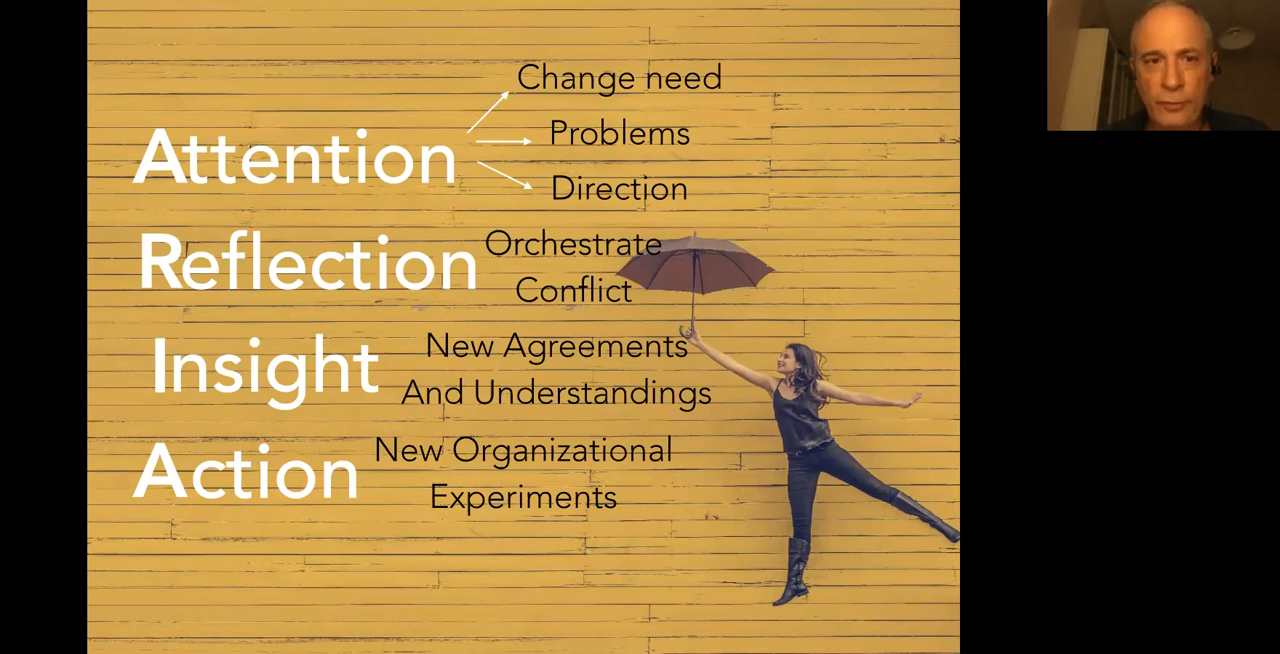 Attention
Change need
Problems
Direction
Reflection
Orchestrate
Conflict
Insight
New Agreements
And Understandings
Action
New Organizational
Experiments